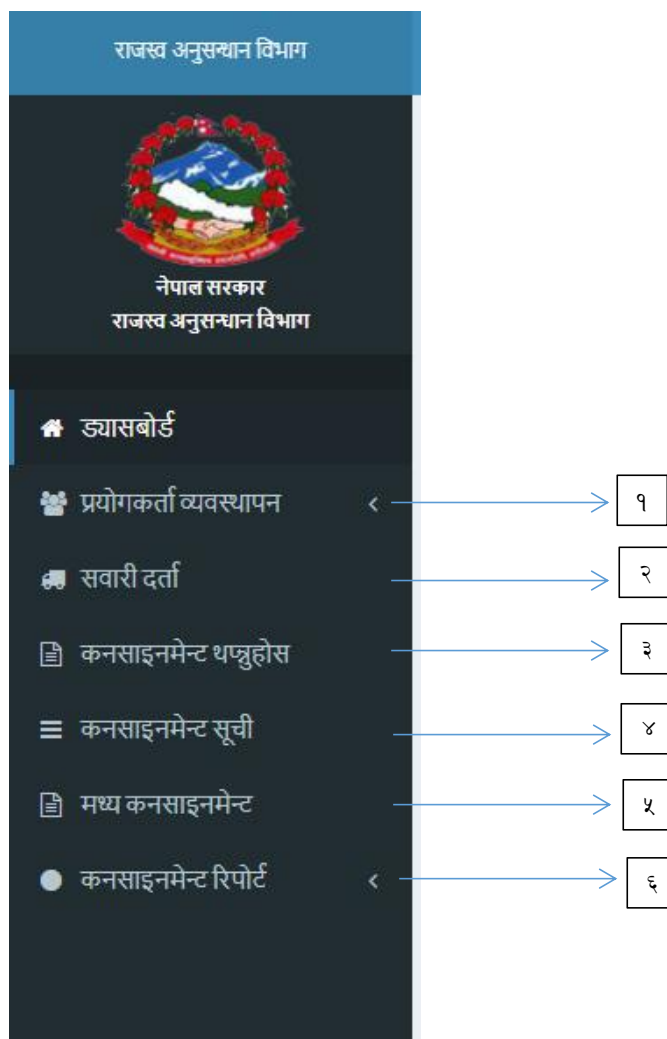 राजस्व अनुसन्धान विभाग
नेपाल सरकार
राजस्व अनुसन्धान विभाग
ड्यासबोर्ड
प्रयोगकर्ता व्यवस्थापन १
सवारी दर्ता २
कनसाइनमेन्ट थप्नुहोस ३
कनसाइनमेन्ट सूची ४
मध्य कनसाइनमेन्ट ५
कनसाइनमेन्ट रिपोर्ट ६